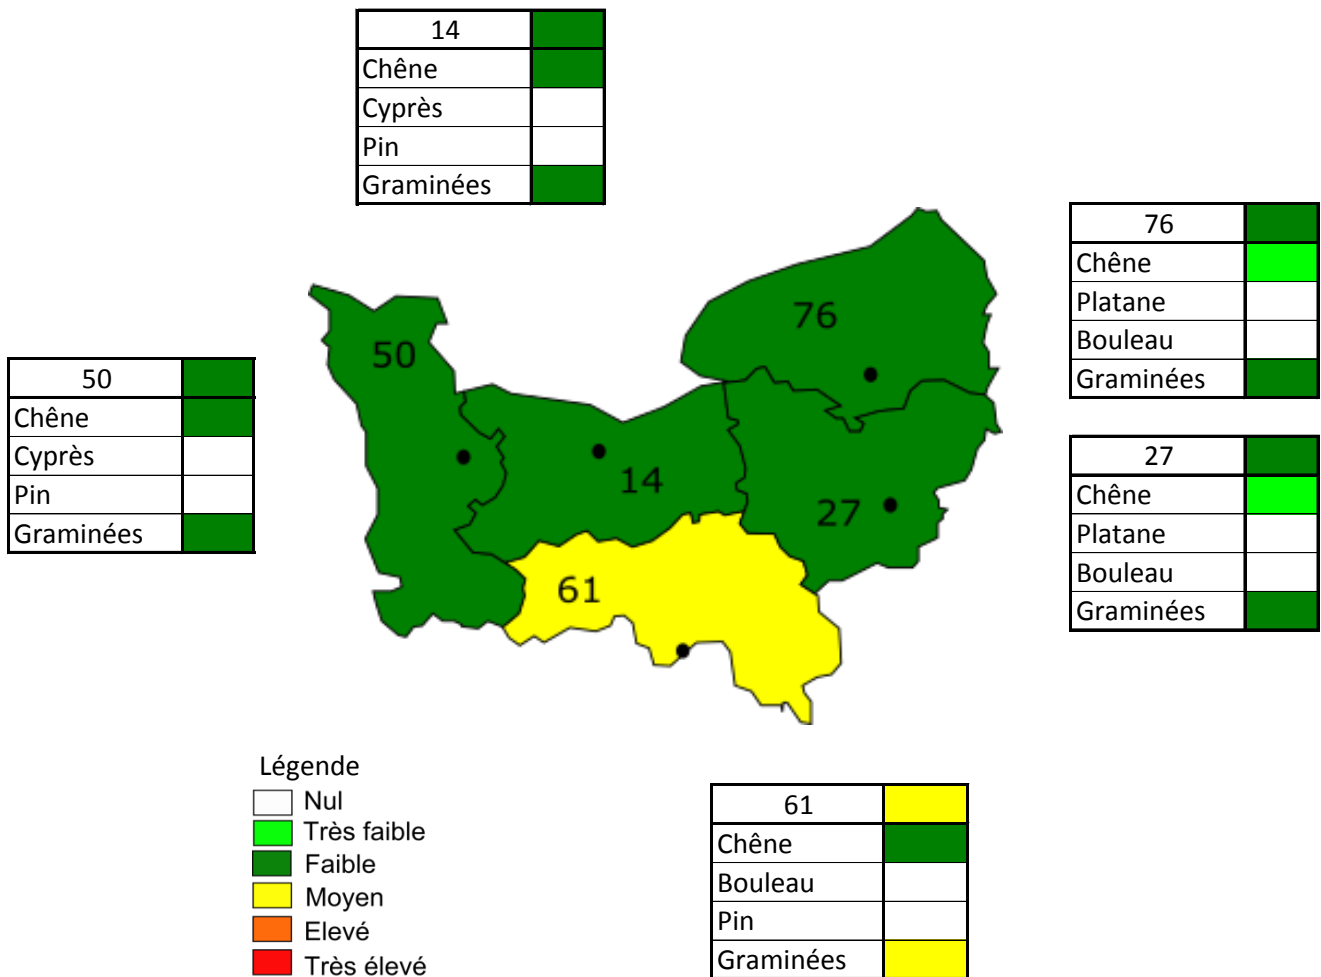 14
Chêne
Cyprès
Pin
Graminées
76
Chêne
Platane
Bouleau
Graminées
50
Chêne
Cyprès
Pin
Graminées
27
Chêne
Platane
Bouleau
Graminées
76
50
14
27
61
Légende
Nul
Très faible
Faible
Moyen
Elevé
Très élevé
61
Chêne
Bouleau
Pin
Graminées